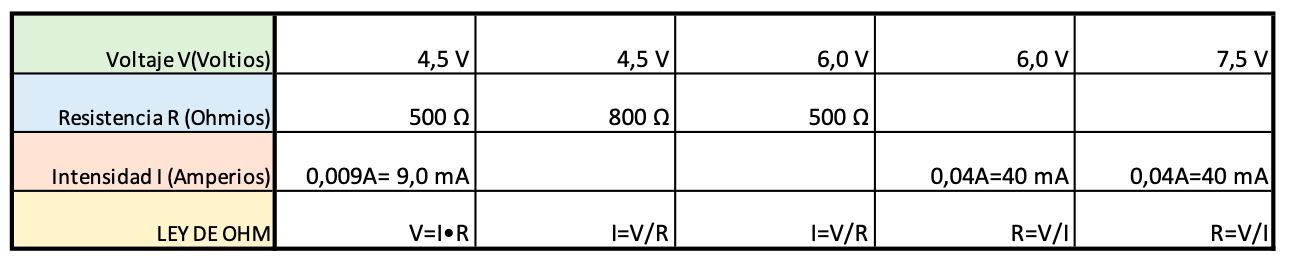 Voltaje V(Voltios) 4,5 V 4,5 V 6,0 V 6,0 V 7,5 V
Resistencia R (Ohmios) 500 Ω 800 Ω 500 Ω
Intensidad I (Amperios) 0,009A= 9,0 mA 0,04A=40 mA 0,04A=40 mA
LEY DE OHM V=I•R I=V/R I=V/R R=V/I R=V/I